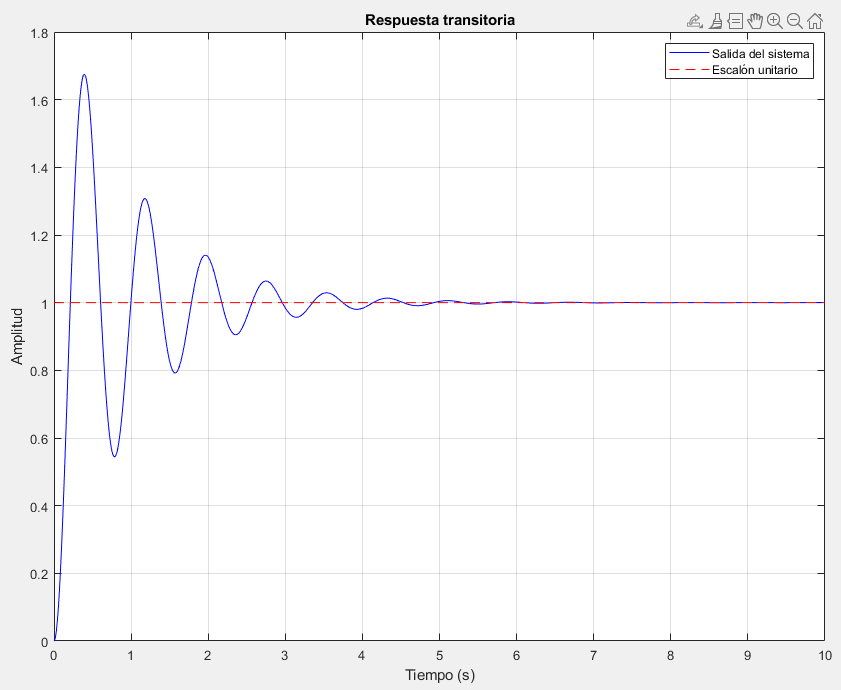 Respuesta transitoria
Salida del sistema
Escalón unitario
1.8
1.6
1.4
1.2
1
0.8
0.6
0.4
0.2
0
Amplitud
0 1 2 3 4 5 6 7 8 9 10
Tiempo (s)